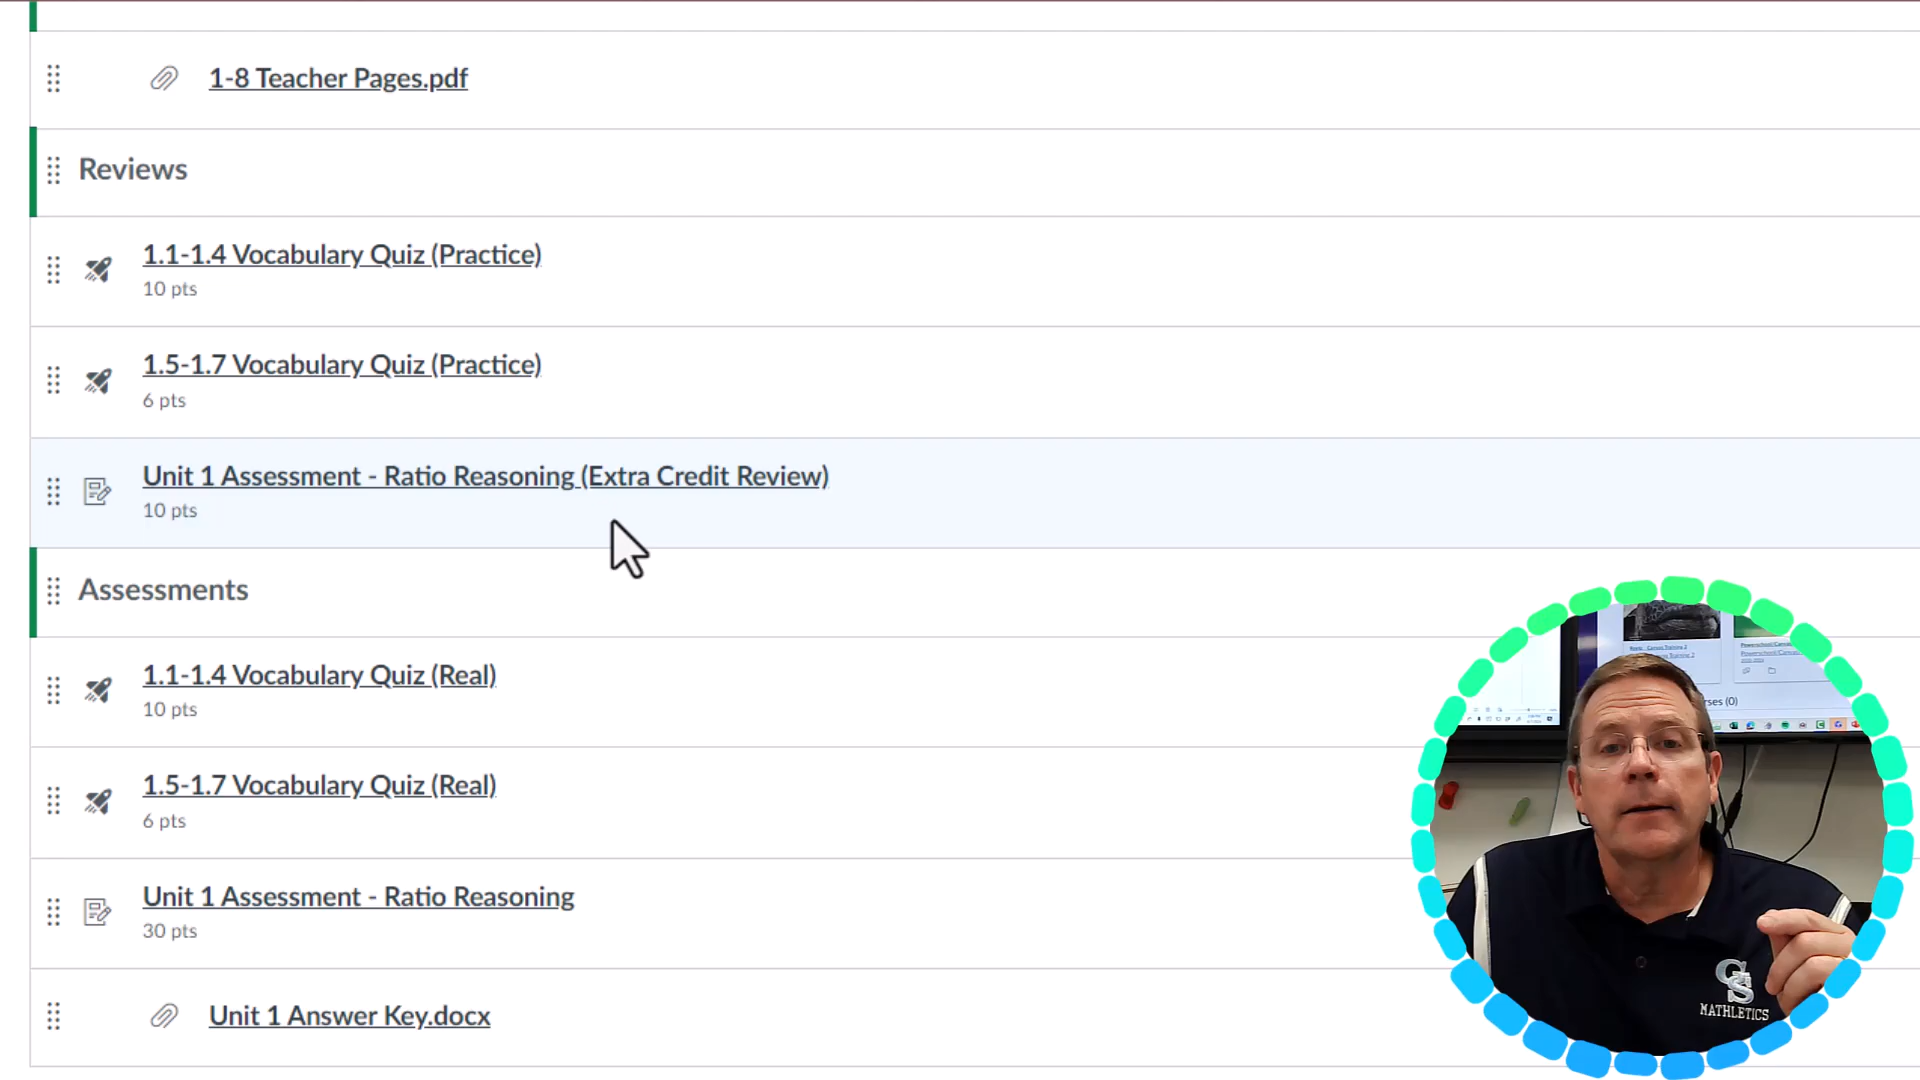 1-8 Teacher Pages.pdf
Reviews
1.1-1.4 Vocabulary Quiz (Practice)
10 pts
1.5-1.7 Vocabulary Quiz (Practice)
6 pts
Unit 1 Assessment - Ratio Reasoning (Extra Credit Review)
10 pts
Assessments
1.1-1.4 Vocabulary Quiz (Real)
10 pts
1.5-1.7 Vocabulary Quiz (Real)
6 pts
Unit 1 Assessment - Ratio Reasoning
30 pts
Unit 1 Answer Key.docx
rses (0)
GS
MATHLETICS